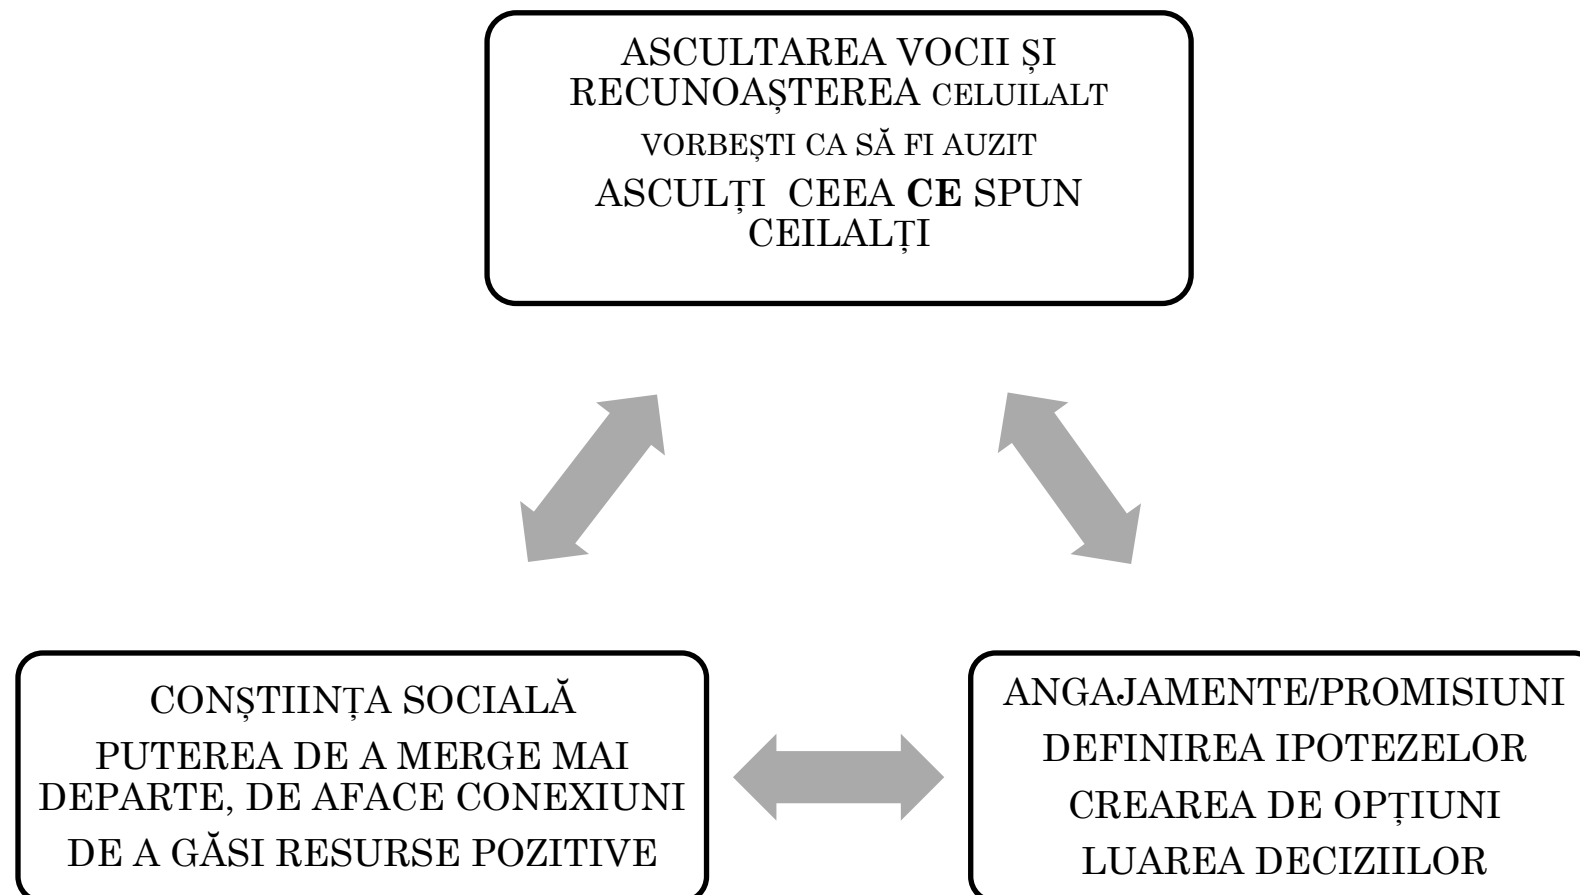 ASCULTAREA VOCII ȘI
RECUNOAȘTEREA CELUILALT
VORBEȘTI CA SĂ FI AUZIT
ASCULȚI CEEA CE SPUN
CEILALȚI
CONȘTIINȚA SOCIALĂ
PUTEREA DE A MERGE MAI
DEPARTE, DE AFACE CONEXIUNI
DE A GĂSI RESURSE POZITIVE
ANGAJAMENTE/PROMISIUNI
DEFINIREA IPOTEZELOR
CREAREA DE OPȚIUNI
LUAREA DECIZIILOR